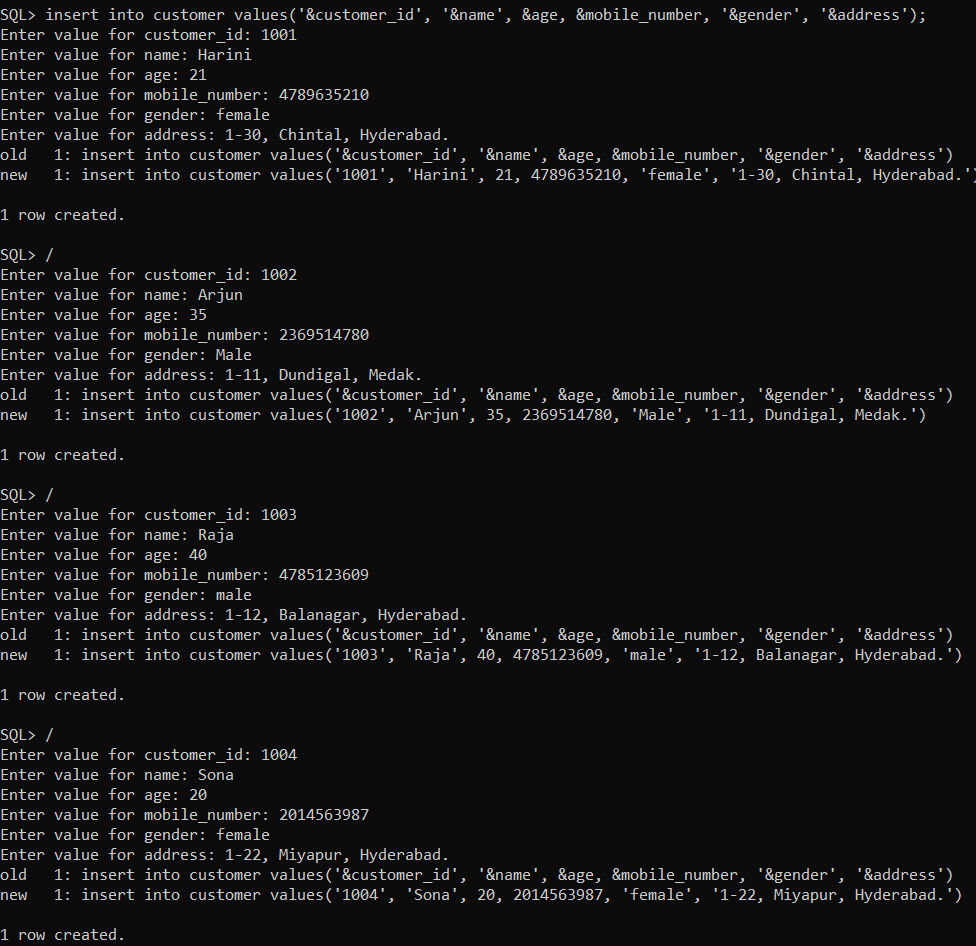 SQL> insert into customer values('&customer_id', '&name', &age, &mobile_number, '&gender', '&address');
Enter value for customer_id: 1001
Enter value for name: Harini
Enter value for age: 21
Enter value for mobile_number: 4789635210
Enter value for gender: female
Enter value for address: 1-30, Chintal, Hyderabad.
old   1: insert into customer values('&customer_id', '&name', &age, &mobile_number, '&gender', '&address')
new   1: insert into customer values('1001', 'Harini', 21, 4789635210, 'female', '1-30, Chintal, Hyderabad.')
1 row created.
SQL> /
Enter value for customer_id: 1002
Enter value for name: Arjun
Enter value for age: 35
Enter value for mobile_number: 2369514780
Enter value for gender: Male
Enter value for address: 1-11, Dundigal, Medak.
old   1: insert into customer values('&customer_id', '&name', &age, &mobile_number, '&gender', '&address')
new   1: insert into customer values('1002', 'Arjun', 35, 2369514780, 'Male', '1-11, Dundigal, Medak.')
1 row created.
SQL> /
Enter value for customer_id: 1003
Enter value for name: Raja
Enter value for age: 40
Enter value for mobile_number: 4785123609
Enter value for gender: male
Enter value for address: 1-12, Balanagar, Hyderabad.
old   1: insert into customer values('&customer_id', '&name', &age, &mobile_number, '&gender', '&address')
new   1: insert into customer values('1003', 'Raja', 40, 4785123609, 'male', '1-12, Balanagar, Hyderabad.')
1 row created.
SQL> /
Enter value for customer_id: 1004
Enter value for name: Sona
Enter value for age: 20
Enter value for mobile_number: 2014563987
Enter value for gender: female
Enter value for address: 1-22, Miyapur, Hyderabad.
old   1: insert into customer values('&customer_id', '&name', &age, &mobile_number, '&gender', '&address')
new   1: insert into customer values('1004', 'Sona', 20, 2014563987, 'female', '1-22, Miyapur, Hyderabad.')
1 row created.